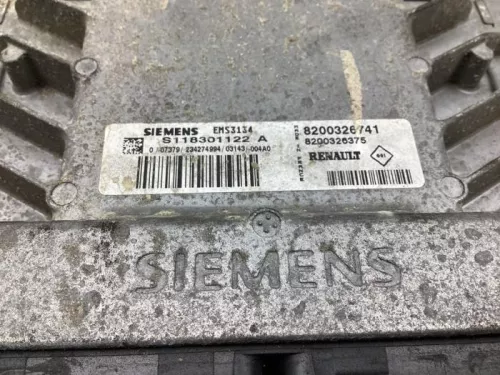 SIEMENS EMS3134
S118301122 A
8200326741
8200326375
RENAULT
SIEMENS